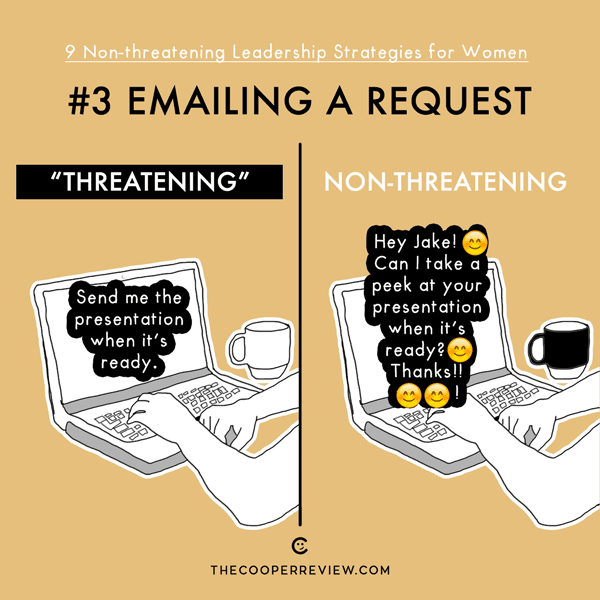 9 Non-threatening Leadership Strategies for Women
#3 EMAILING A REQUEST
“THREATENING”
Send me the
presentation
when it’s
ready.
NON-THREATENING
Hey Jake! 😊
Can I take a
peek at your
presentation
when it’s
ready? 😊
Thanks!!
😊😊!
THECOOPERREVIEW.COM